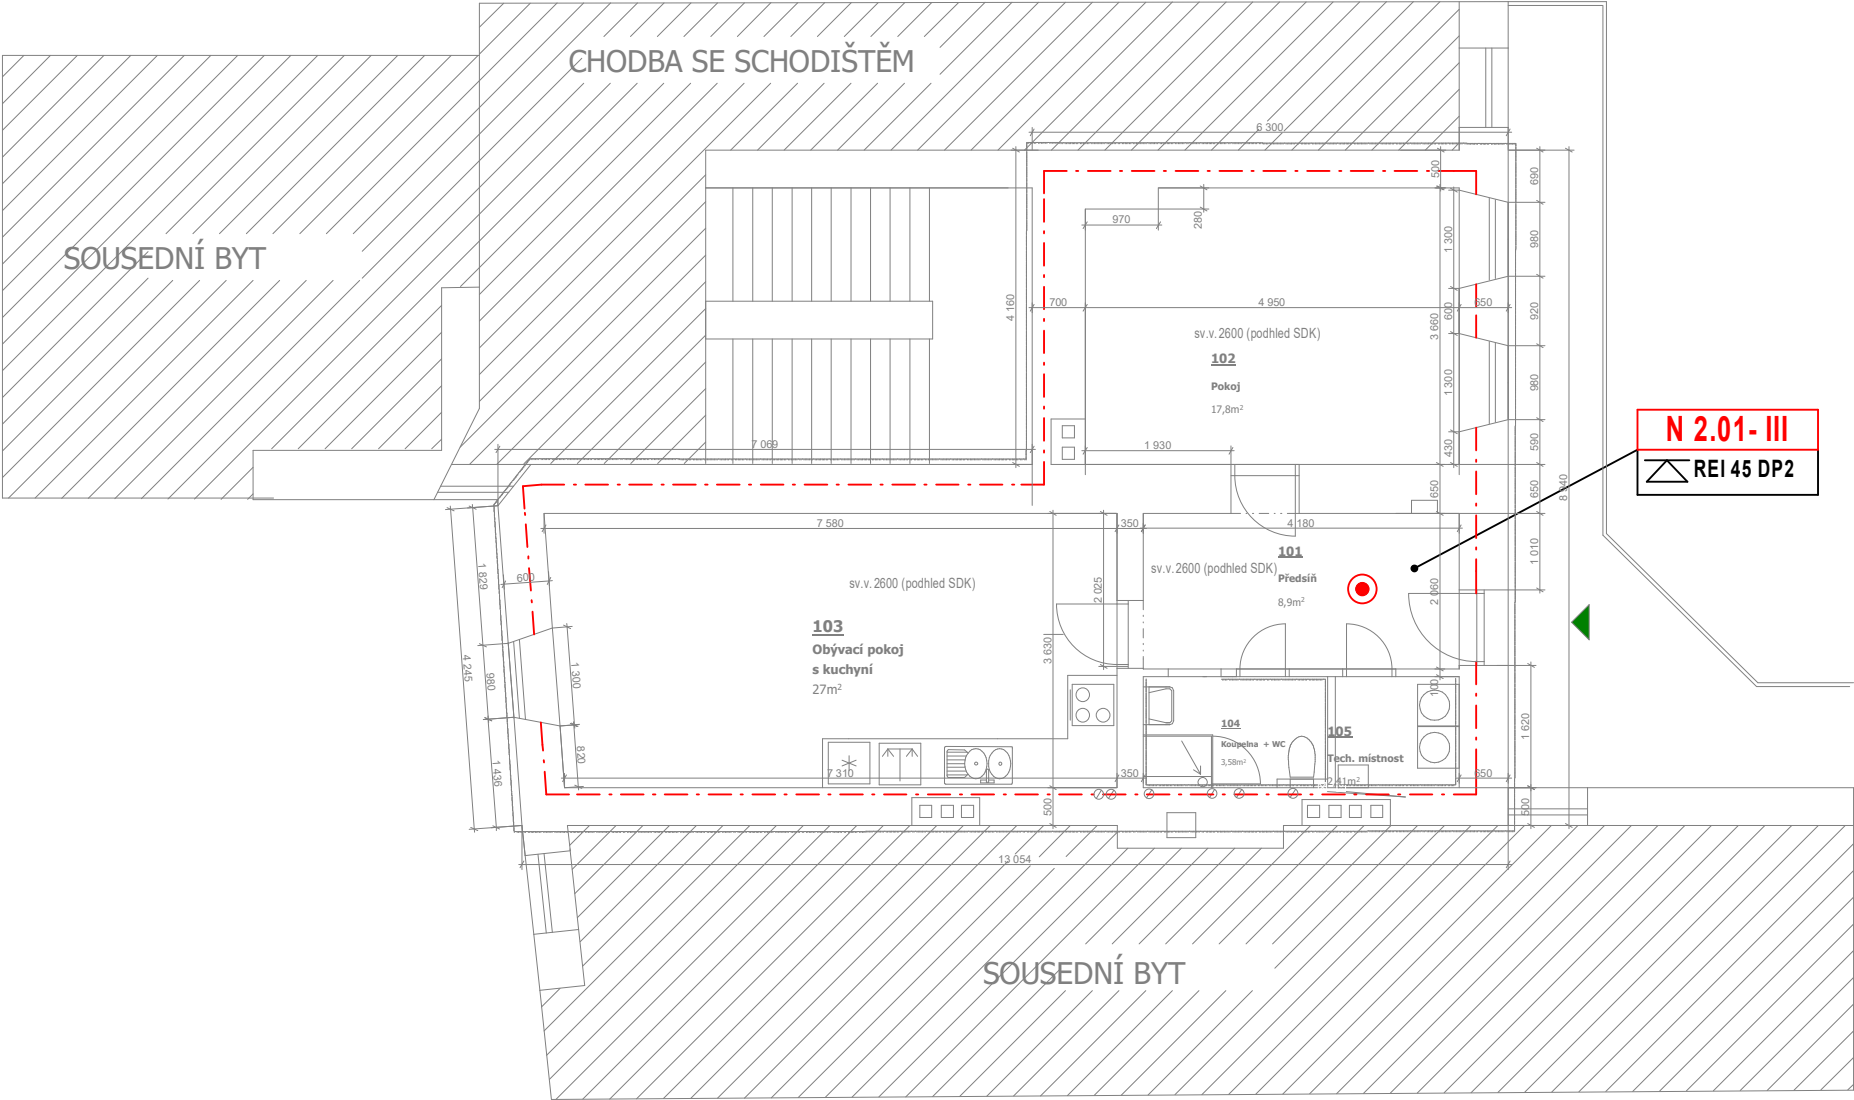 CHODBA SE SCHODIŠTĚM
SOUSEDNÍ BYT
6 300
500
690
970
280
1 300
980
4 160
700
4 950
650
600
920
3 660
sv.v. 2600 (podhled SDK)
102
Pokoj
17,8m²
1 300
980
N 2.01- III
REI 45 DP2
7 069
1 930
430
590
650
650
8 940
7 580
350
4 180
1 010
101
Předsíň
8,9m²
sv.v. 2600 (podhled SDK)
sv.v. 2600 (podhled SDK)
600
1 829
2 025
2 060
103
Obývací pokoj
s kuchyní
27m²
3 630
4 245
980
1 300
100
104
Koupelna + WC
3,58m²
105
Tech. místnost
2,41m²
1 620
820
1 436
7 310
350
650
500
500
13 054
SOUSEDNÍ BYT